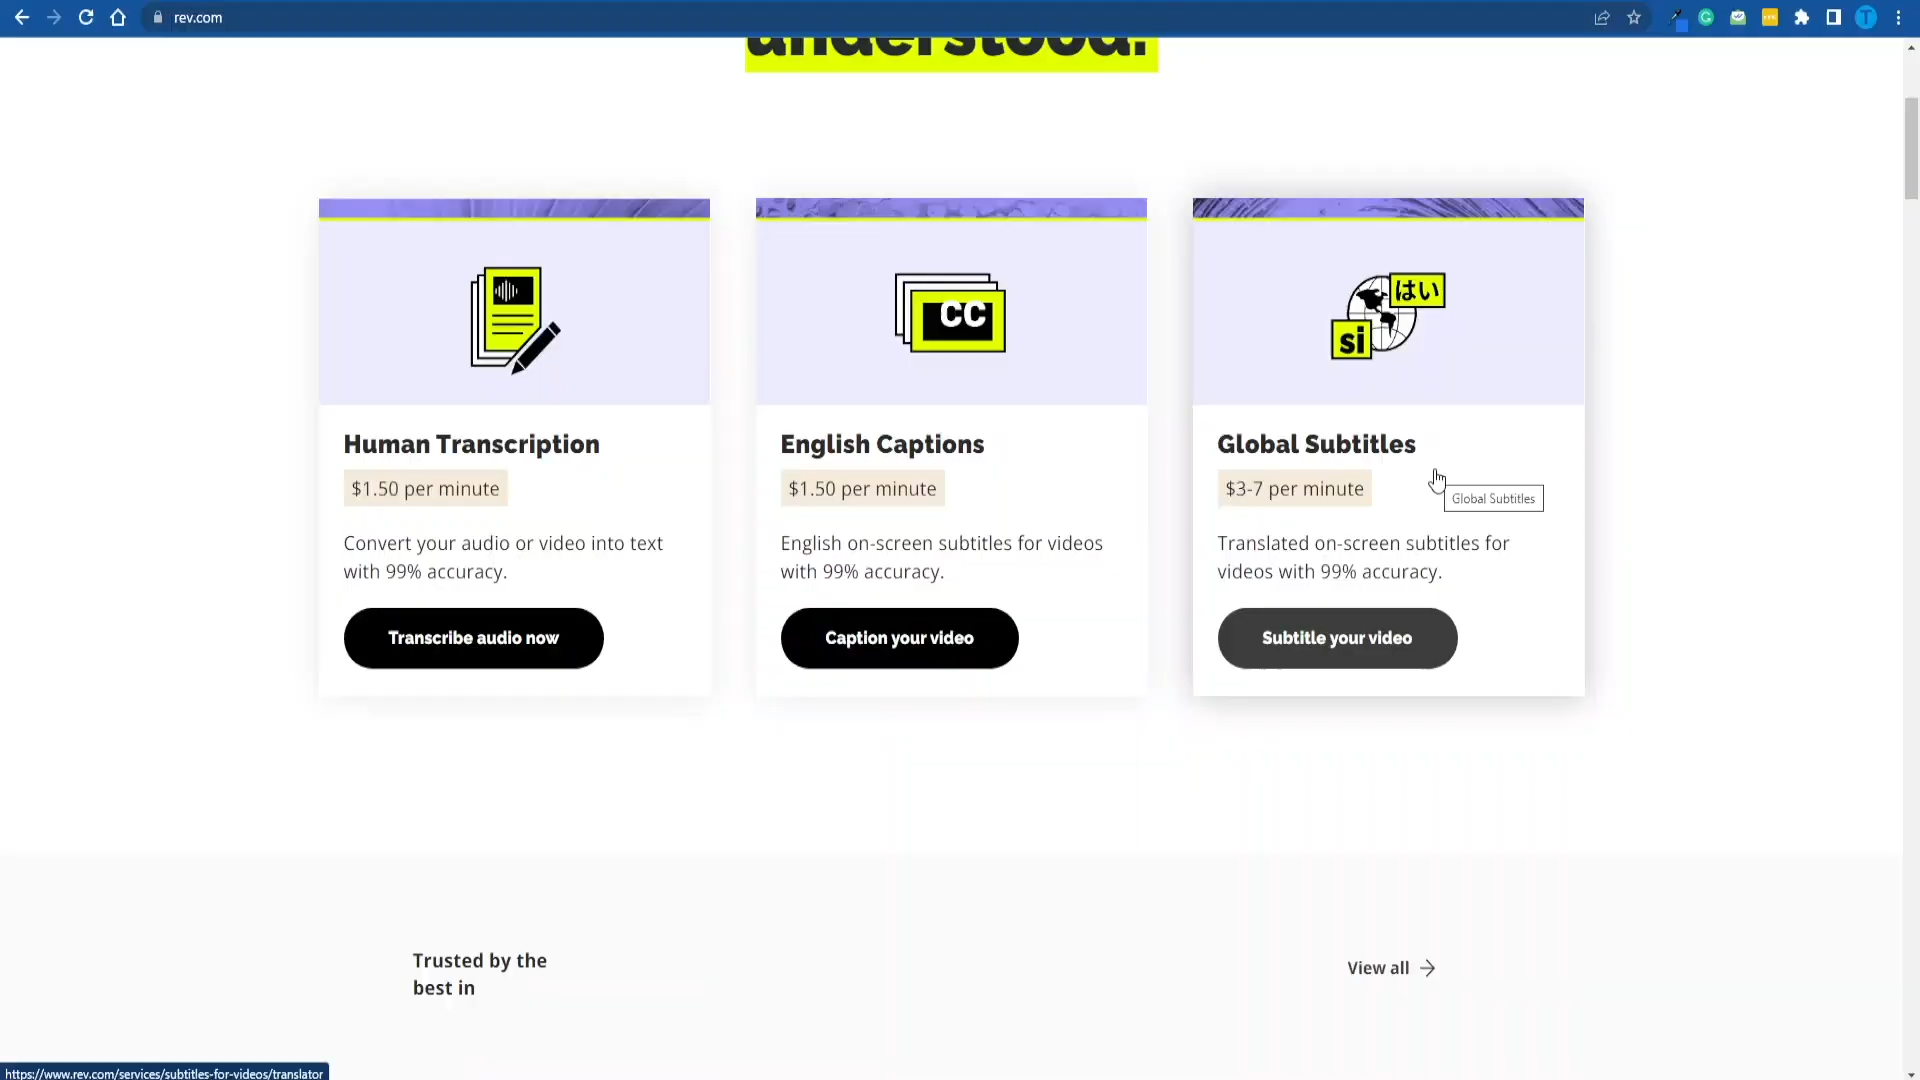 rev.com
understood.
CC
はい
si
Human Transcription
$1.50 per minute
Convert your audio or video into text
with 99% accuracy.
Transcribe audio now
English Captions
$1.50 per minute
English on-screen subtitles for videos
with 99% accuracy.
Caption your video
Global Subtitles
$3-7 per minute
Global Subtitles
Translated on-screen subtitles for
videos with 99% accuracy.
Subtitle your video
Trusted by the
best in
View all
https://www.rev.com/services/subtitles-for-videos/translator